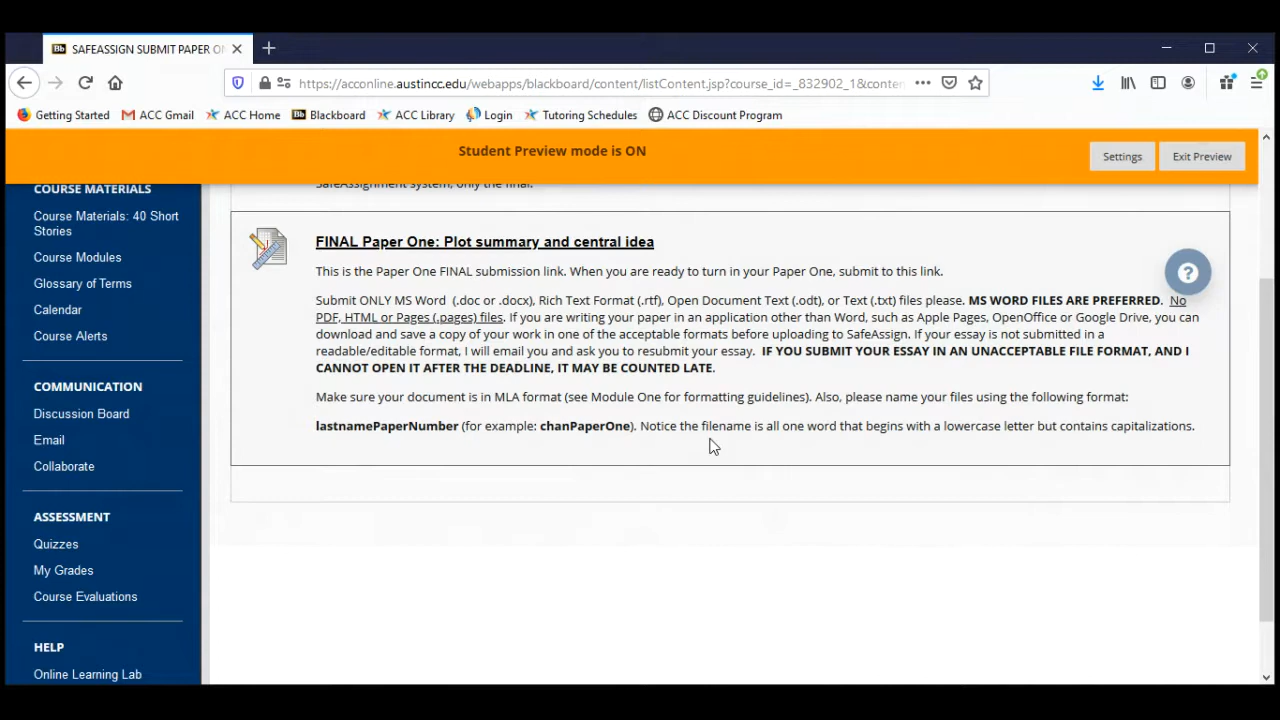 SAFEASSIGN SUBMIT PAPER ON
https://acconline.austincc.edu/webapps/blackboard/content/listContent.jsp?course_id=_832902_1&conten
Getting Started ACC Gmail ACC Home Bb Blackboard ACC Library Login Tutoring Schedules ACC Discount Program
Student Preview mode is ON
Settings Exit Preview
COURSE MATERIALS
Course Materials: 40 Short
Stories
Course Modules
Glossary of Terms
Calendar
Course Alerts
COMMUNICATION
Discussion Board
Email
Collaborate
ASSESSMENT
Quizzes
My Grades
Course Evaluations
HELP
Online Learning Lab
SafeAssignment system, only the final.
FINAL Paper One: Plot summary and central idea
This is the Paper One FINAL submission link. When you are ready to turn in your Paper One, submit to this link.
Submit ONLY MS Word (.doc or .docx), Rich Text Format (.rtf), Open Document Text (.odt), or Text (.txt) files please. MS WORD FILES ARE PREFERRED. No
PDF, HTML or Pages (.pages) files. If you are writing your paper in an application other than Word, such as Apple Pages, OpenOffice or Google Drive, you can
download and save a copy of your work in one of the acceptable formats before uploading to SafeAssign. If your essay is not submitted in a
readable/editable format, I will email you and ask you to resubmit your essay. IF YOU SUBMIT YOUR ESSAY IN AN UNACCEPTABLE FILE FORMAT, AND I
CANNOT OPEN IT AFTER THE DEADLINE, IT MAY BE COUNTED LATE.
Make sure your document is in MLA format (see Module One for formatting guidelines). Also, please name your files using the following format:
lastnamePaperNumber (for example: chanPaperOne). Notice the filename is all one word that begins with a lowercase letter but contains capitalizations.
?